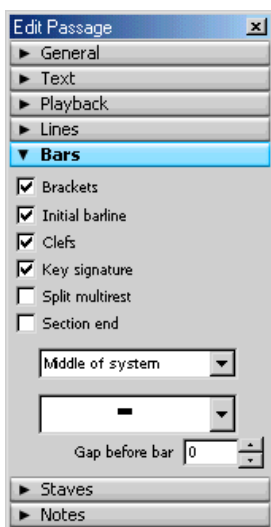 Edit Passage
General
Text
Playback
Lines
Bars
Brackets
Initial barline
Clefs
Key signature
Split multirest
Section end
Middle of system
Gap before bar 0
Staves
Notes